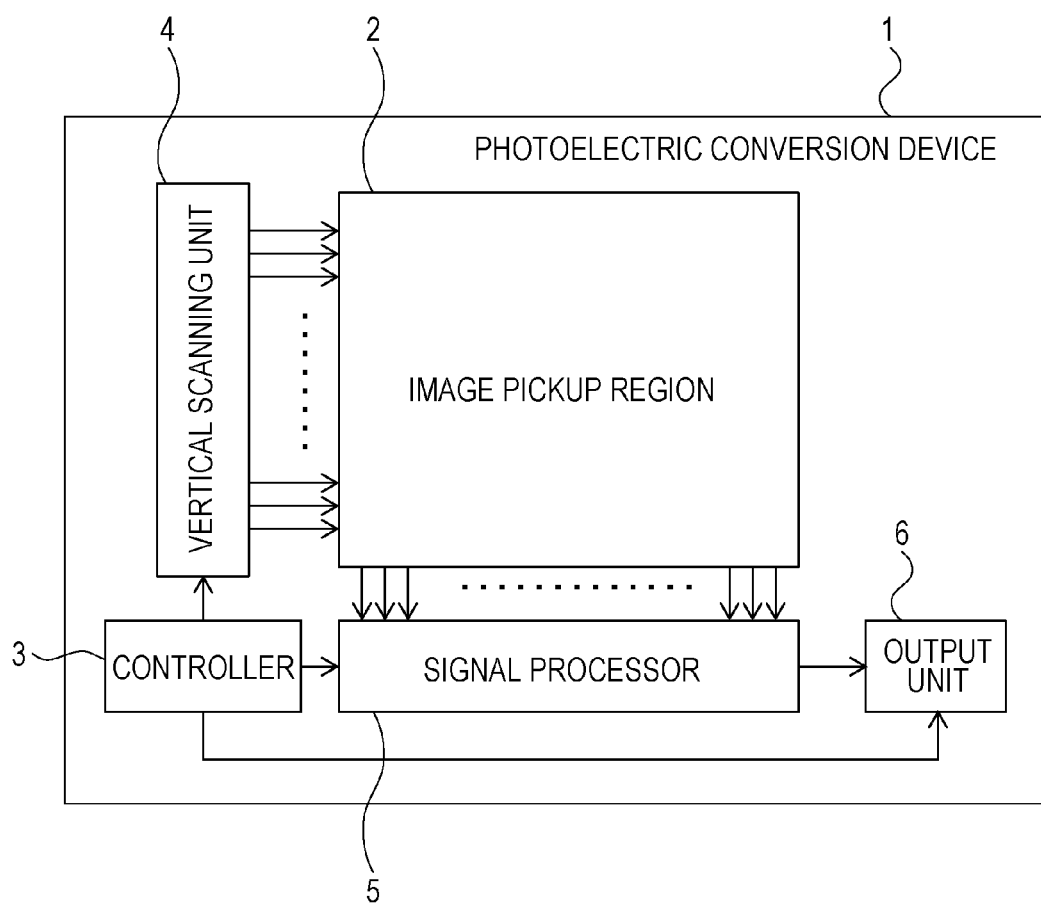 4
2
1
PHOTOELECTRIC CONVERSION DEVICE
VERTICAL SCANNING UNIT
IMAGE PICKUP REGION
6
3
CONTROLLER
SIGNAL PROCESSOR
OUTPUT
UNIT
5